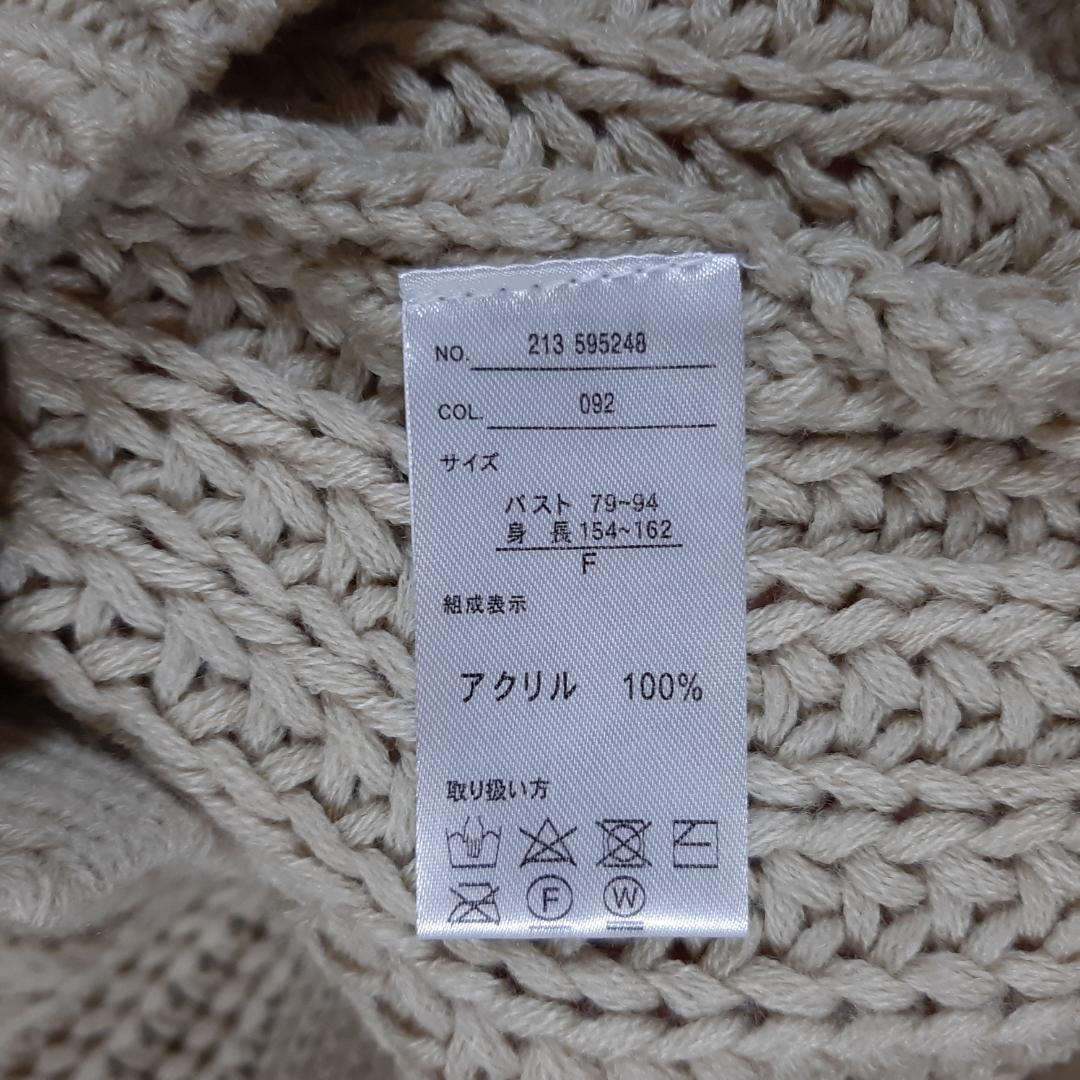 NO. 213 595248
COL. 092
サイズ
バスト 79~94
身 長 154~162
F
組成表示
アクリル 100%
取り扱い方
F W